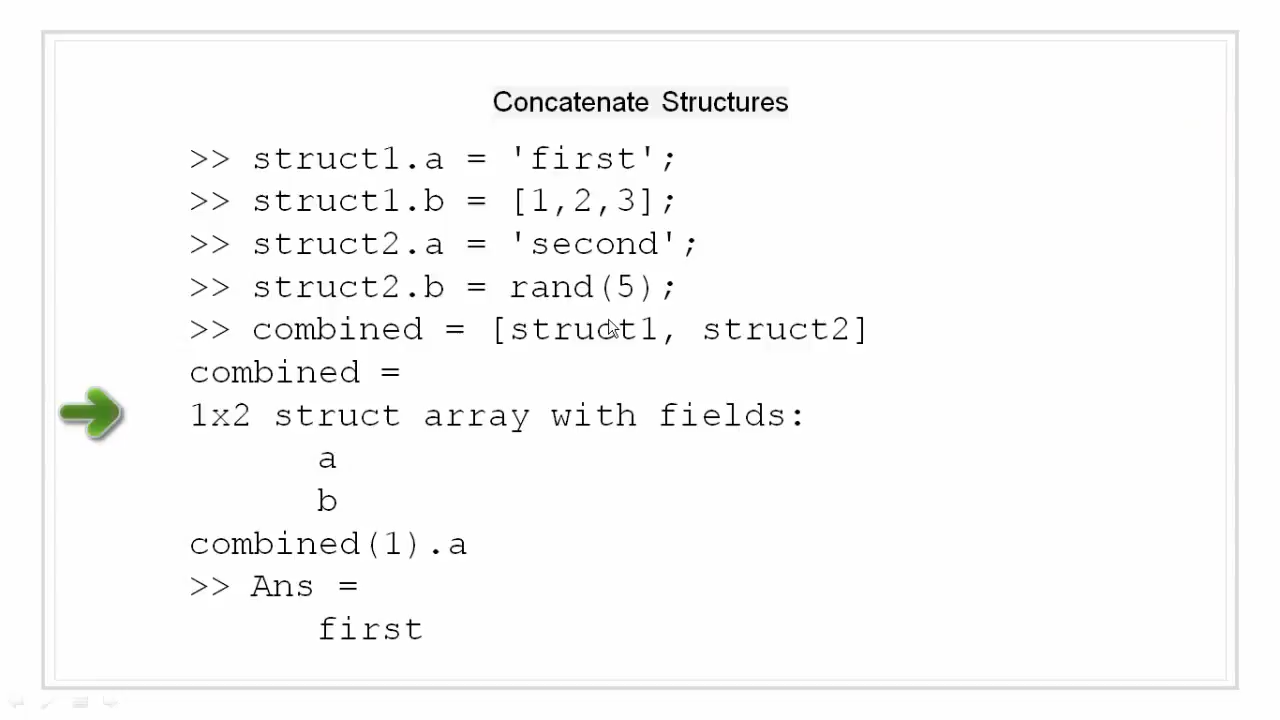 Concatenate Structures
>> struct1.a = 'first';
>> struct1.b = [1,2,3];
>> struct2.a = 'second';
>> struct2.b = rand(5);
>> combined = [struct1, struct2]
combined =
1x2 struct array with fields:
a
b
combined(1).a
>> Ans =
first